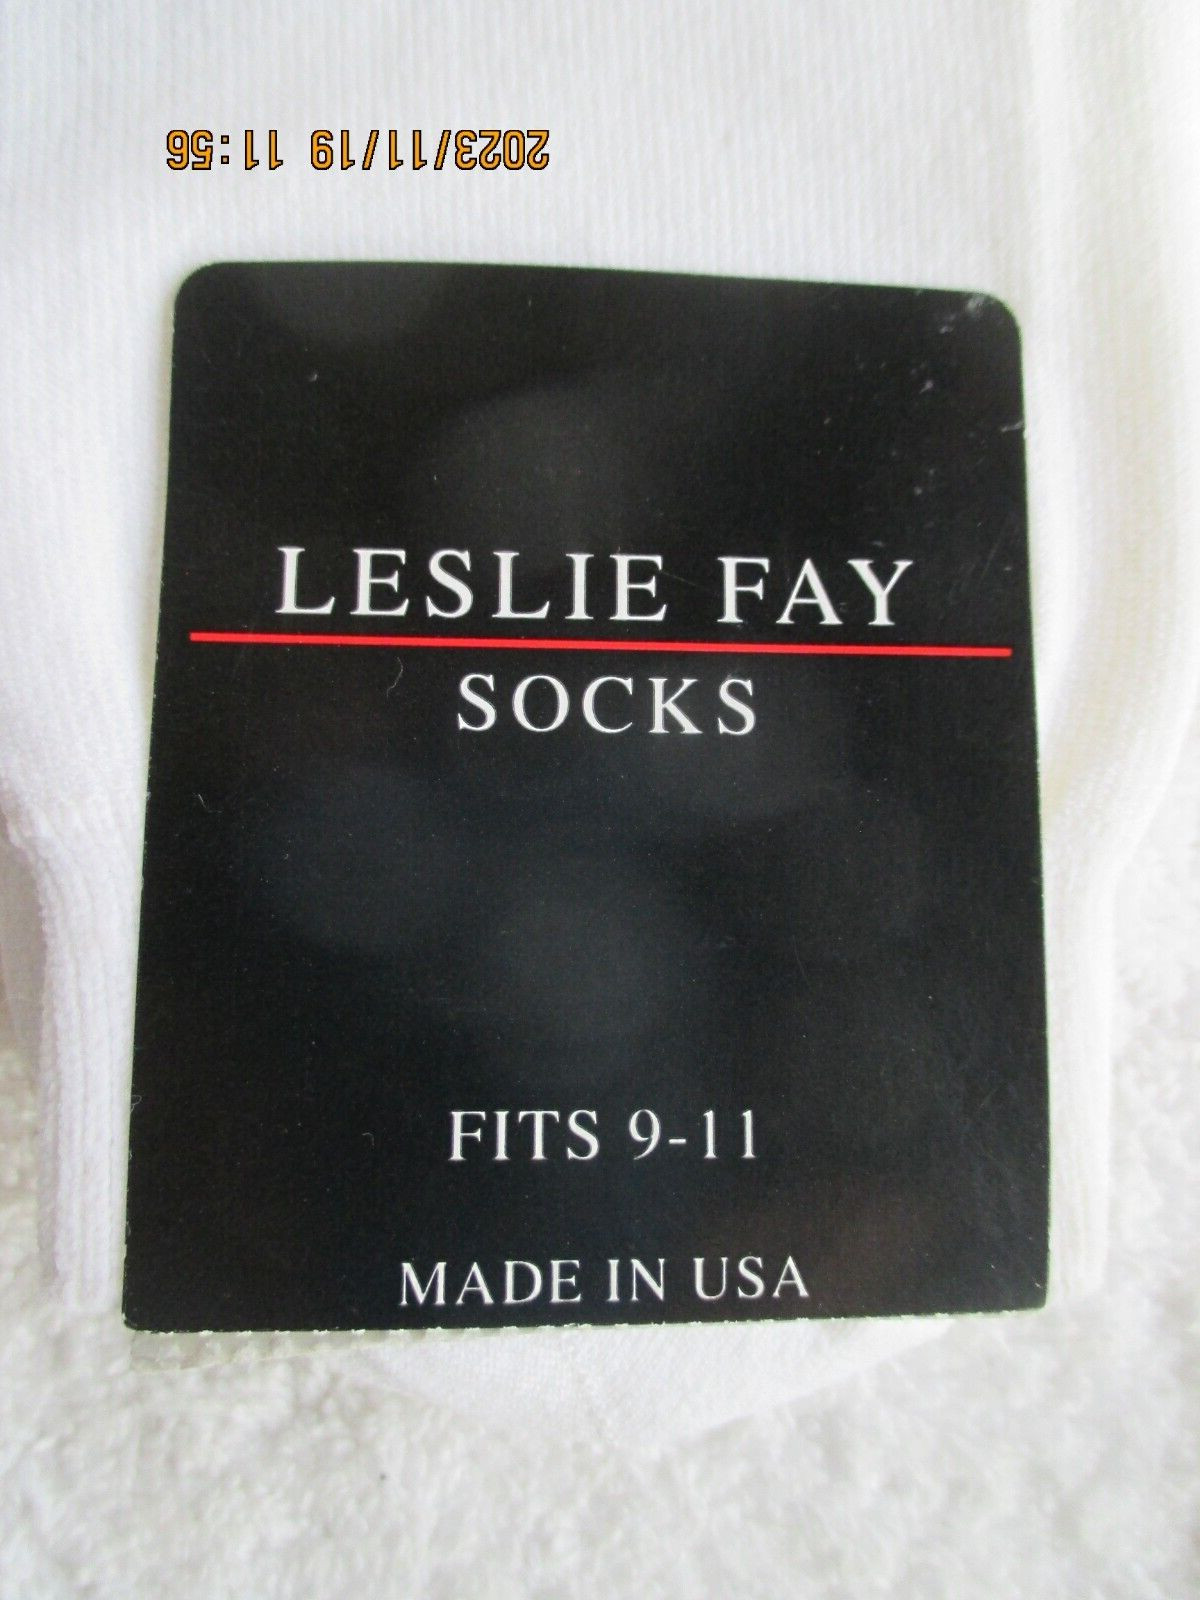 2023/11/19 11:56
LESLIE FAY
SOCKS
FITS 9-11
MADE IN USA